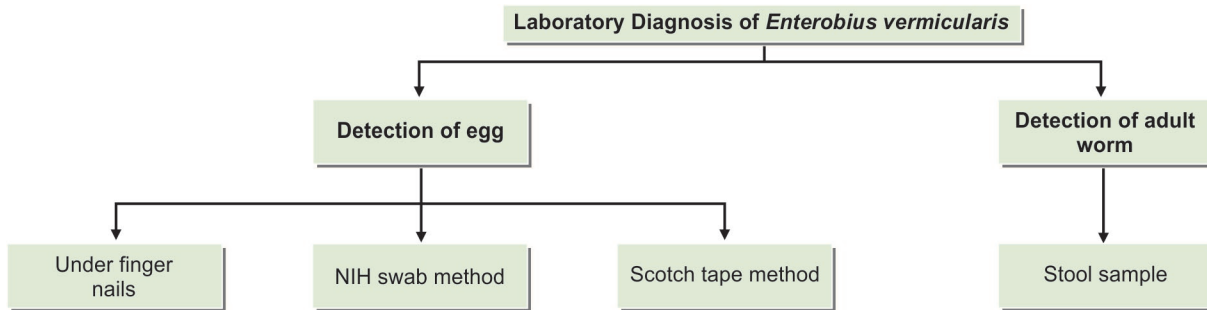 Laboratory Diagnosis of Enterobius vermicularis
Detection of egg
Detection of adult
worm
Under finger
nails
NIH swab method
Scotch tape method
Stool sample